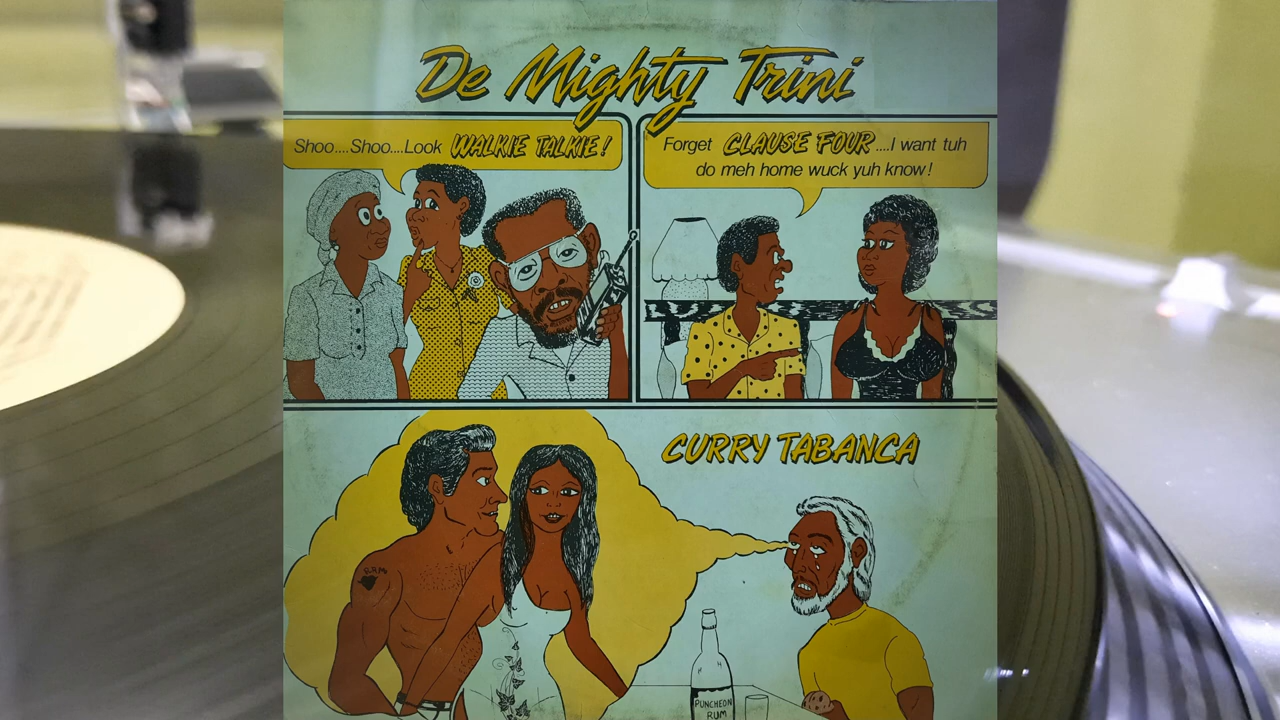 De Mighty Trini
Shoo....Shoo....Look WALKIE TALKIE!
Forget CLAUSE FOUR....I want tuh
do meh home wuck yuh know!
CURRY TABANCA
PUNCHEON
RUM